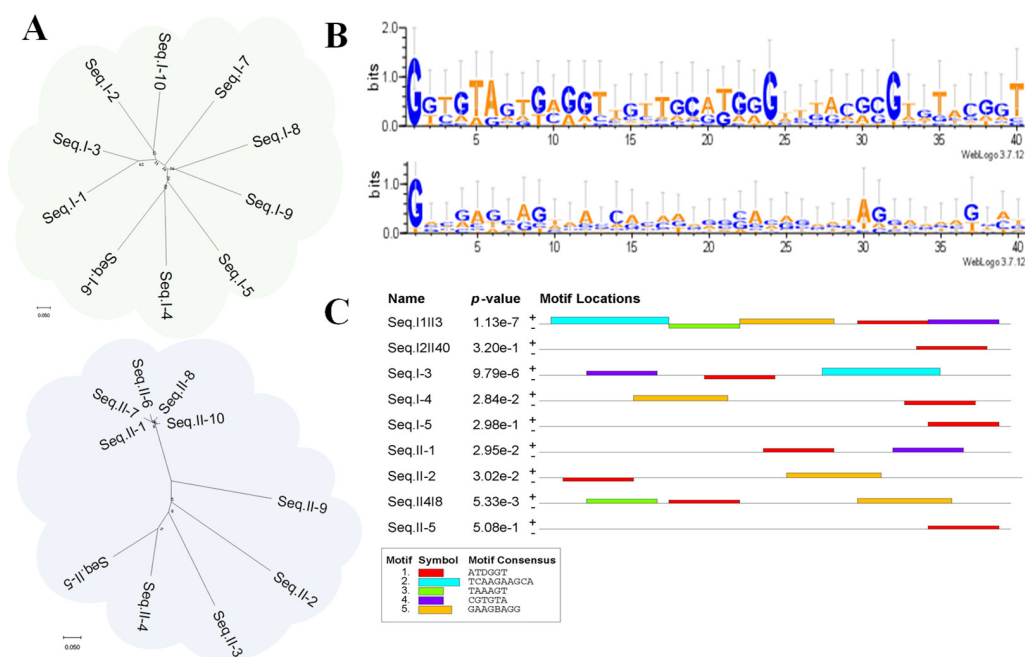 A
Seq.I-2
Seq.I-10
Seq.I-7
Seq.I-3
Seq.I-8
Seq.I-1
Seq.I-9
Seq.I-6
Seq.I-4
Seq.I-5
0.050
Seq.II-6
Seq.II-8
Seq.II-7
Seq.II-10
Seq.II-1
Seq.II-9
Seq.II-5
Seq.II-4
Seq.II-3
Seq.II-2
0.050
B
2.0
bits
1.0
0.0
5 10 15 20 25 30 35 40
WebLogo 3.7.12
2.0
bits
1.0
0.0
5 10 15 20 25 30 35 40
WebLogo 3.7.12
C
Name p-value Motif Locations
Seq.I1II3 1.13e-7 + -
Seq.I2II40 3.20e-1 + -
Seq.I-3 9.79e-6 + -
Seq.I-4 2.84e-2 + -
Seq.I-5 2.98e-1 + -
Seq.II-1 2.95e-2 + -
Seq.II-2 3.02e-2 + -
Seq.II4I8 5.33e-3 + -
Seq.II-5 5.08e-1 + -
Motif Symbol Motif Consensus
1. ATDGGT
2. TCAAGAAGCA
3. TAAAGT
4. CGTGTA
5. GAAGBAGG